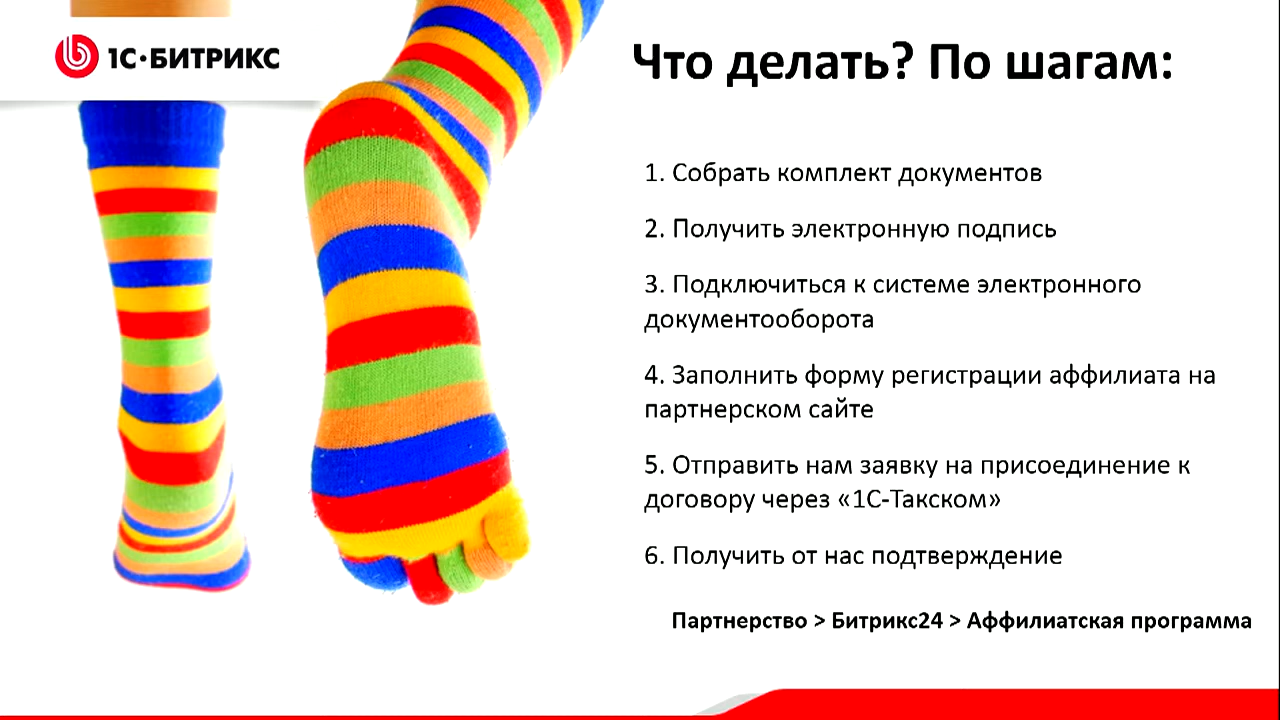 1С·БИТРИКС
Что делать? По шагам:
1. Собрать комплект документов
2. Получить электронную подпись
3. Подключиться к системе электронного
документооборота
4. Заполнить форму регистрации аффилиата на
партнерском сайте
5. Отправить нам заявку на присоединение к
договору через «1С-Такском»
6. Получить от нас подтверждение
Партнерство > Битрикс24 > Аффилиатская программа